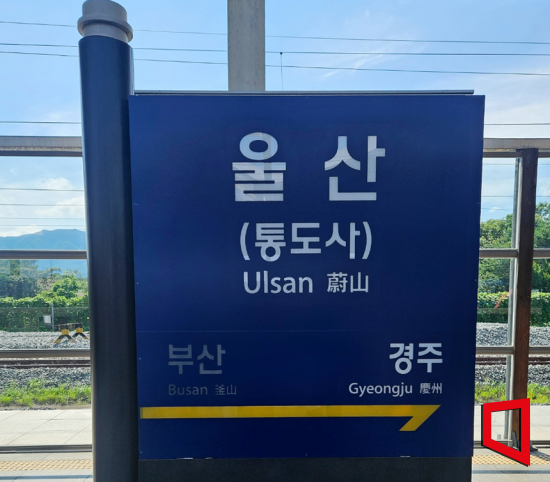 울산
(통도사)
Ulsan 蔚山
부산 경주
Busan 釜山 Gyeongju 慶州